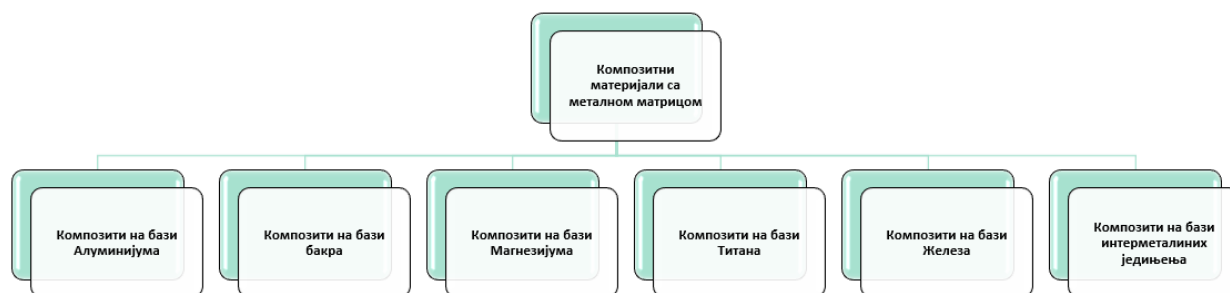 Композитни
материјали са
металном матрицом
Композити на бази
Алуминијума
Композити на бази
бакра
Композити на бази
Магнезијума
Композити на бази
Титана
Композити на бази
Железа
Композити на бази
интерметалиних
једињења